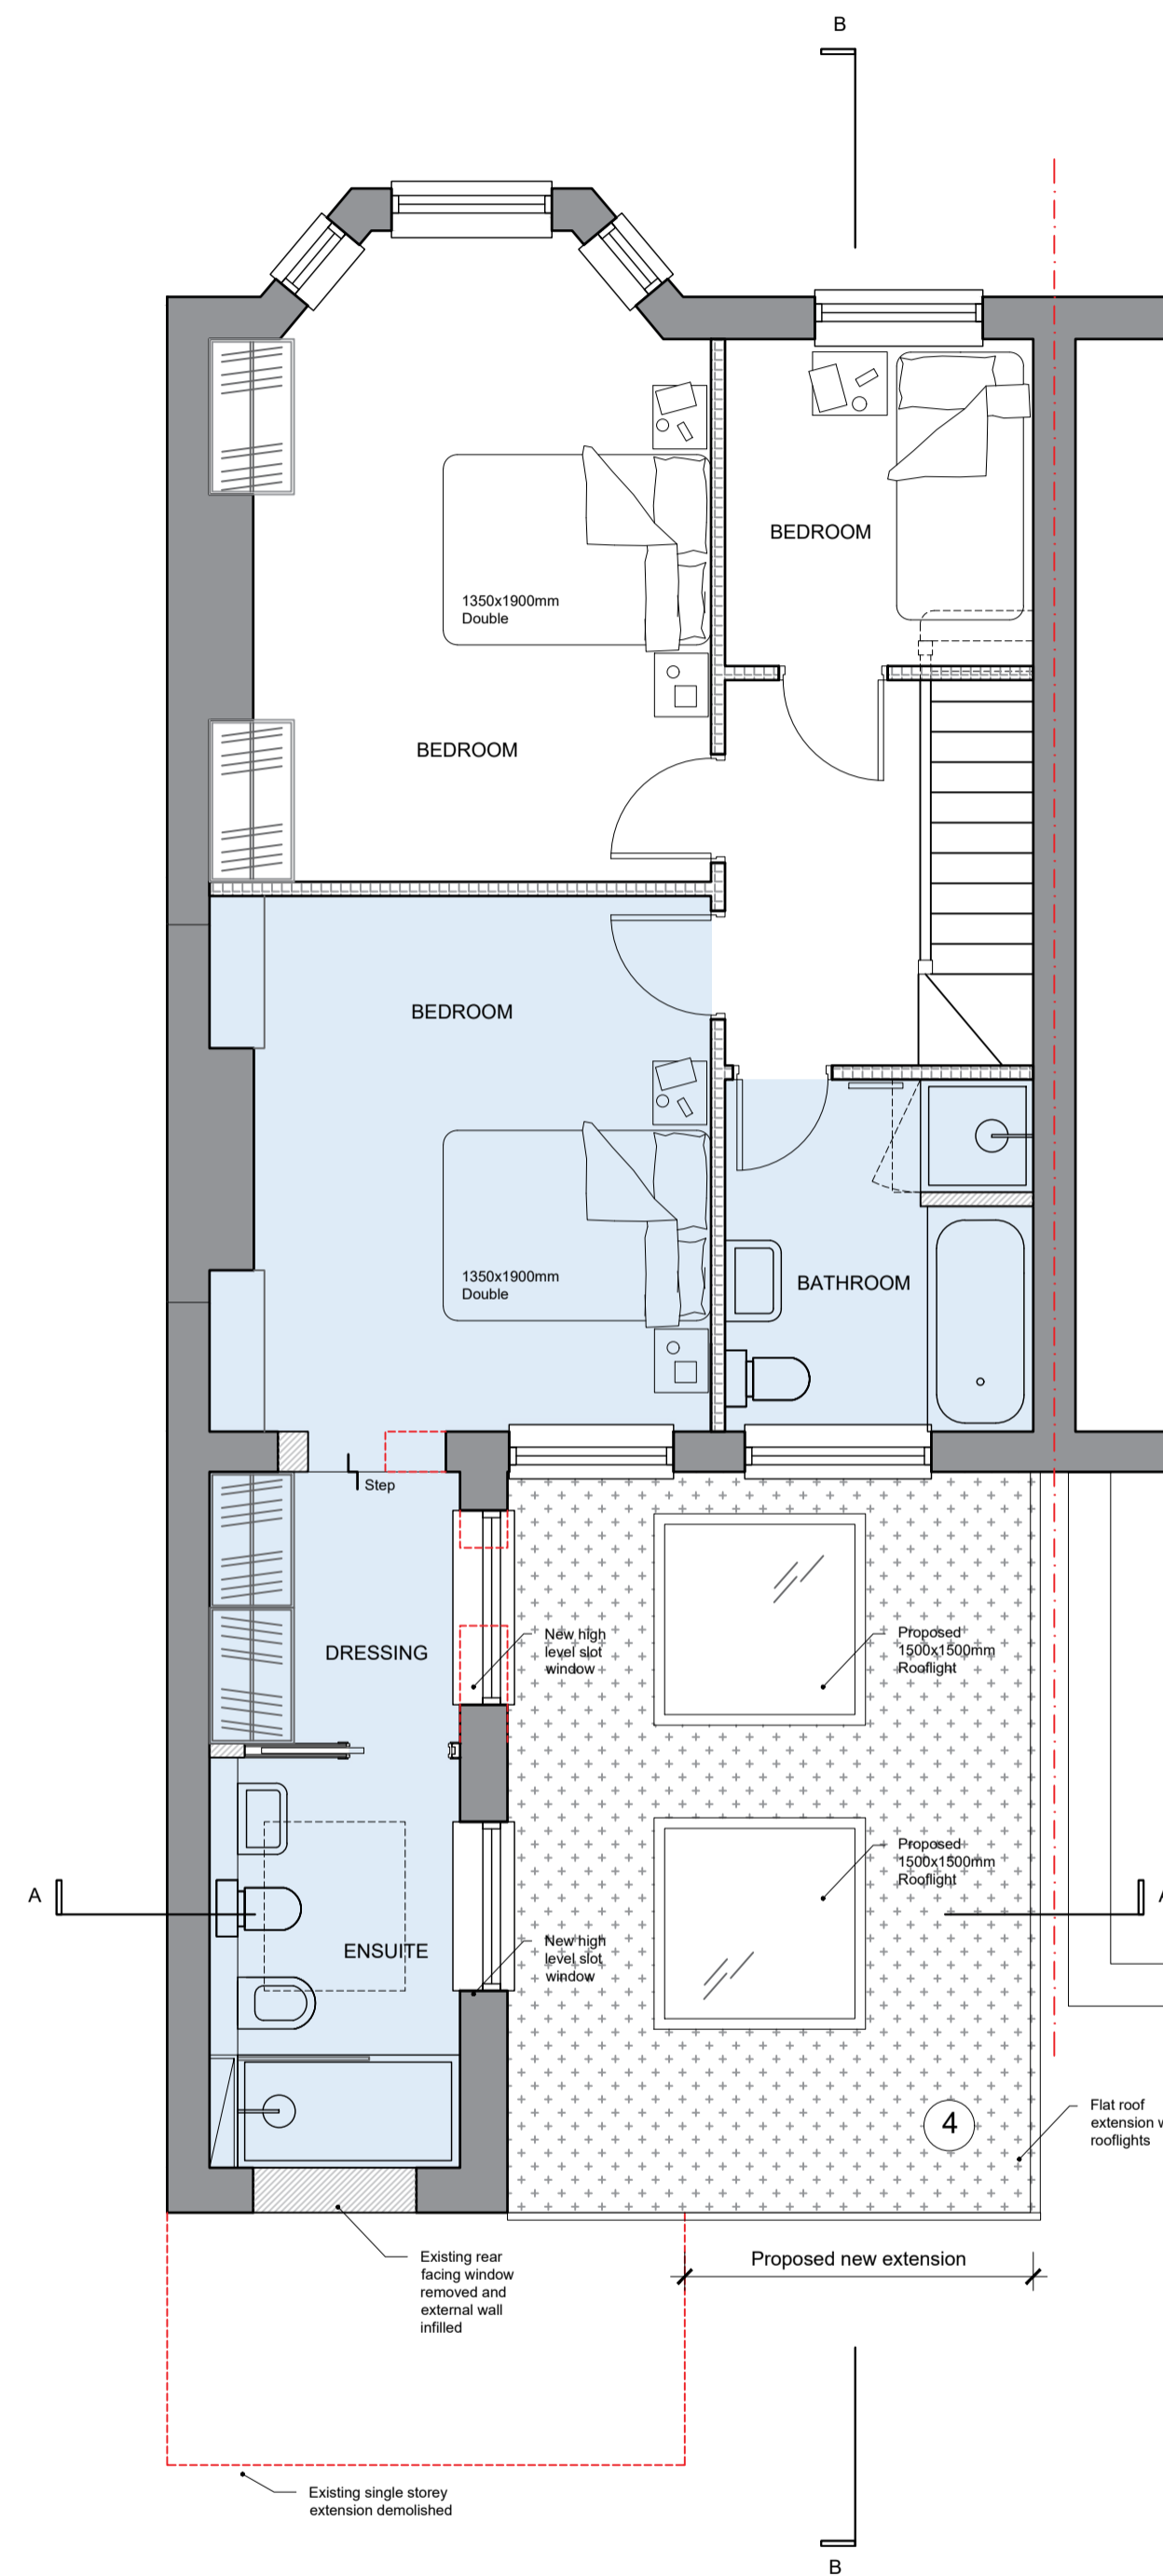 B
BEDROOM
1350x1900mm
Double
BEDROOM
BEDROOM
1350x1900mm
Double
BATHROOM
Step
DRESSING
New high
level slot
window
Proposed
1500x1500mm
Rooflight
Proposed
1500x1500mm
Rooflight
A
A
ENSUITE
New high
level slot
window
4
Flat roof
extension w
rooflights
Proposed new extension
Existing rear
facing window
removed and
external wall
infilled
Existing single storey
extension demolished
B